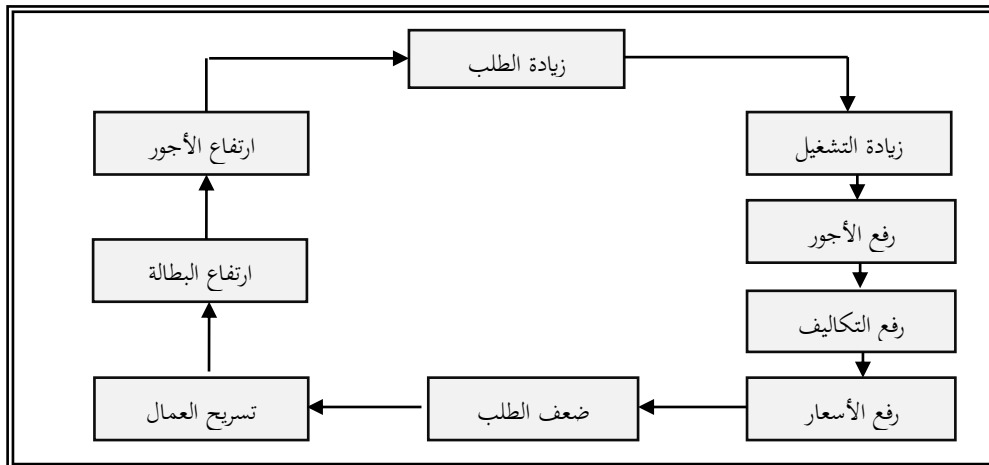 زيادة الطلب
زيادة التشغيل
رفع الأجور
رفع التكاليف
رفع الأسعار
ضعف الطلب
تسريح العمال
ارتفاع البطالة
ارتفاع الأجور